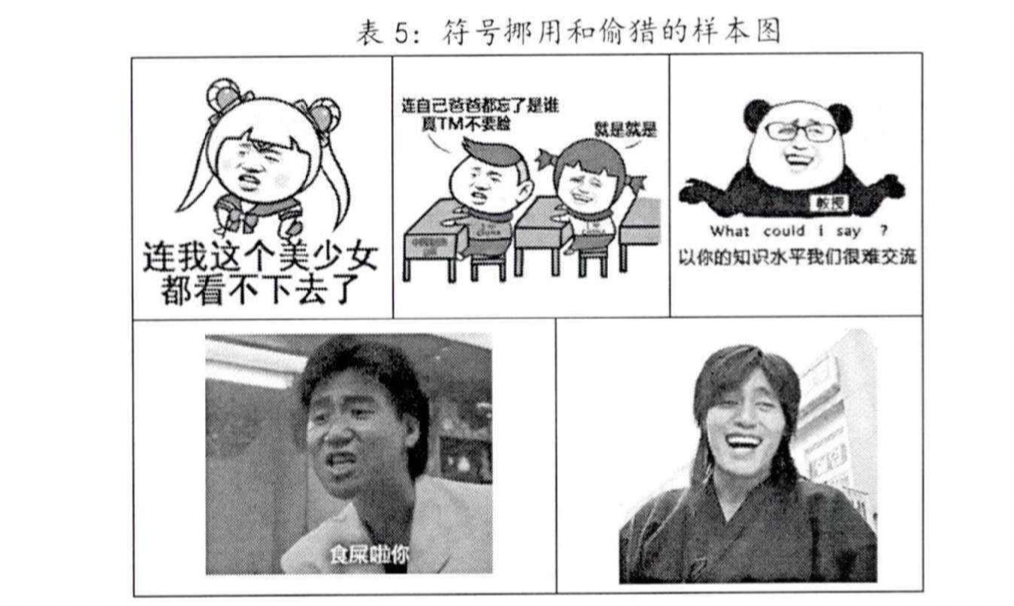 表 5：符号挪用和偷猎的样本图
连自己爸爸都忘了是谁
真TM不要脸
就是就是
教授
连我这个美少女
都看不下去了
What could i say ?
以你的知识水平我们很难交流
食屎啦你